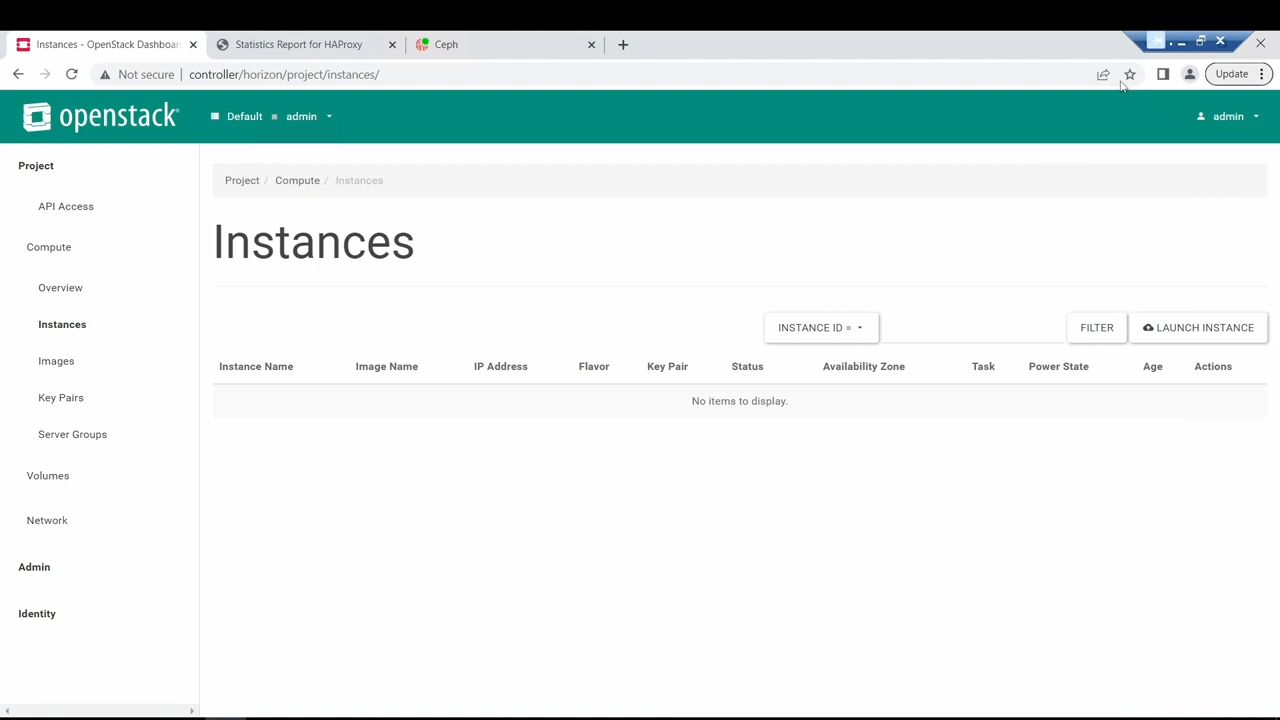 Instances - OpenStack Dashboar
Statistics Report for HAProxy
Ceph
Not secure
controller/horizon/project/instances/
Update
openstack
Default
admin
admin
Project
API Access
Compute
Overview
Instances
Images
Key Pairs
Server Groups
Volumes
Network
Admin
Identity
Project / Compute / Instances
Instances
INSTANCE ID =
FILTER
LAUNCH INSTANCE
Instance Name Image Name IP Address Flavor Key Pair Status Availability Zone Task Power State Age Actions
No items to display.